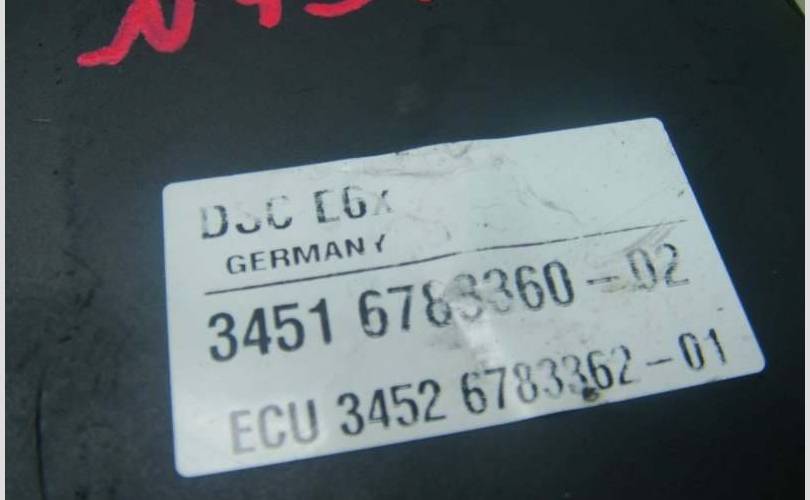 DSC E6x
GERMANY
3451 6783360-02
ECU 3452 6783362-01